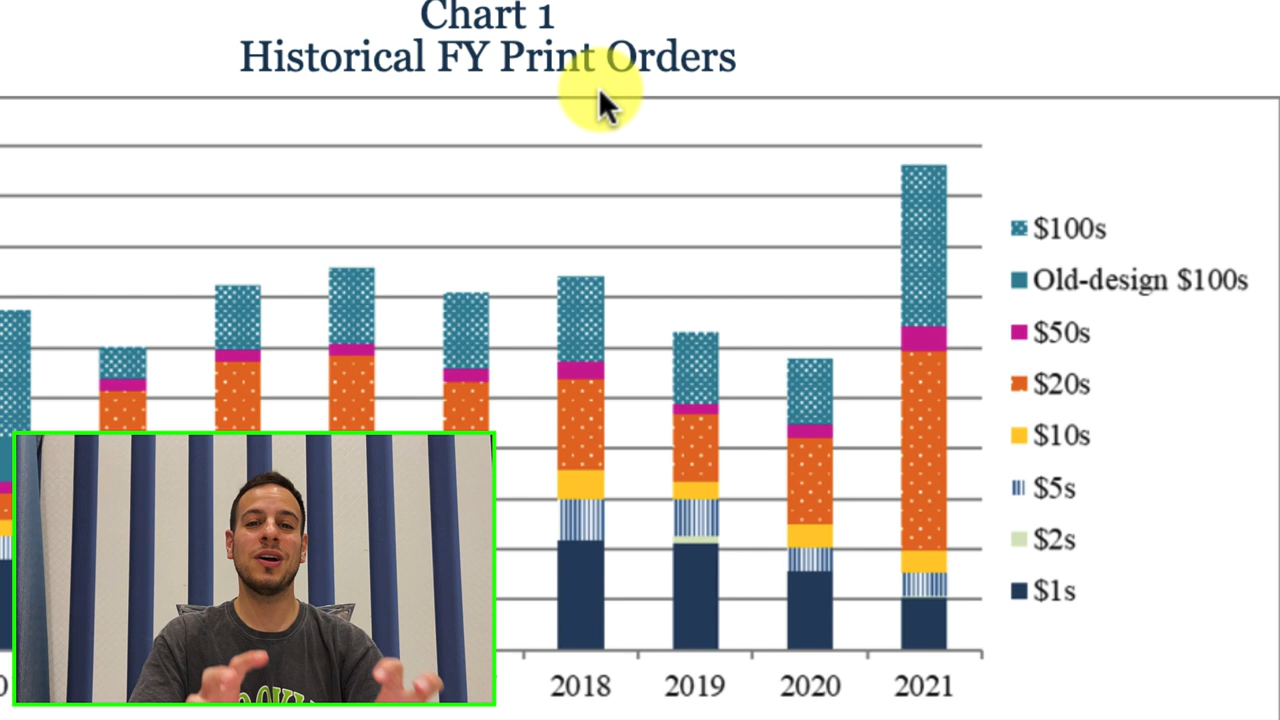 Chart 1
Historical FY Print Orders
$100s
Old-design $100s
$50s
$20s
$10s
$5s
$2s
$1s
2018 2019 2020 2021